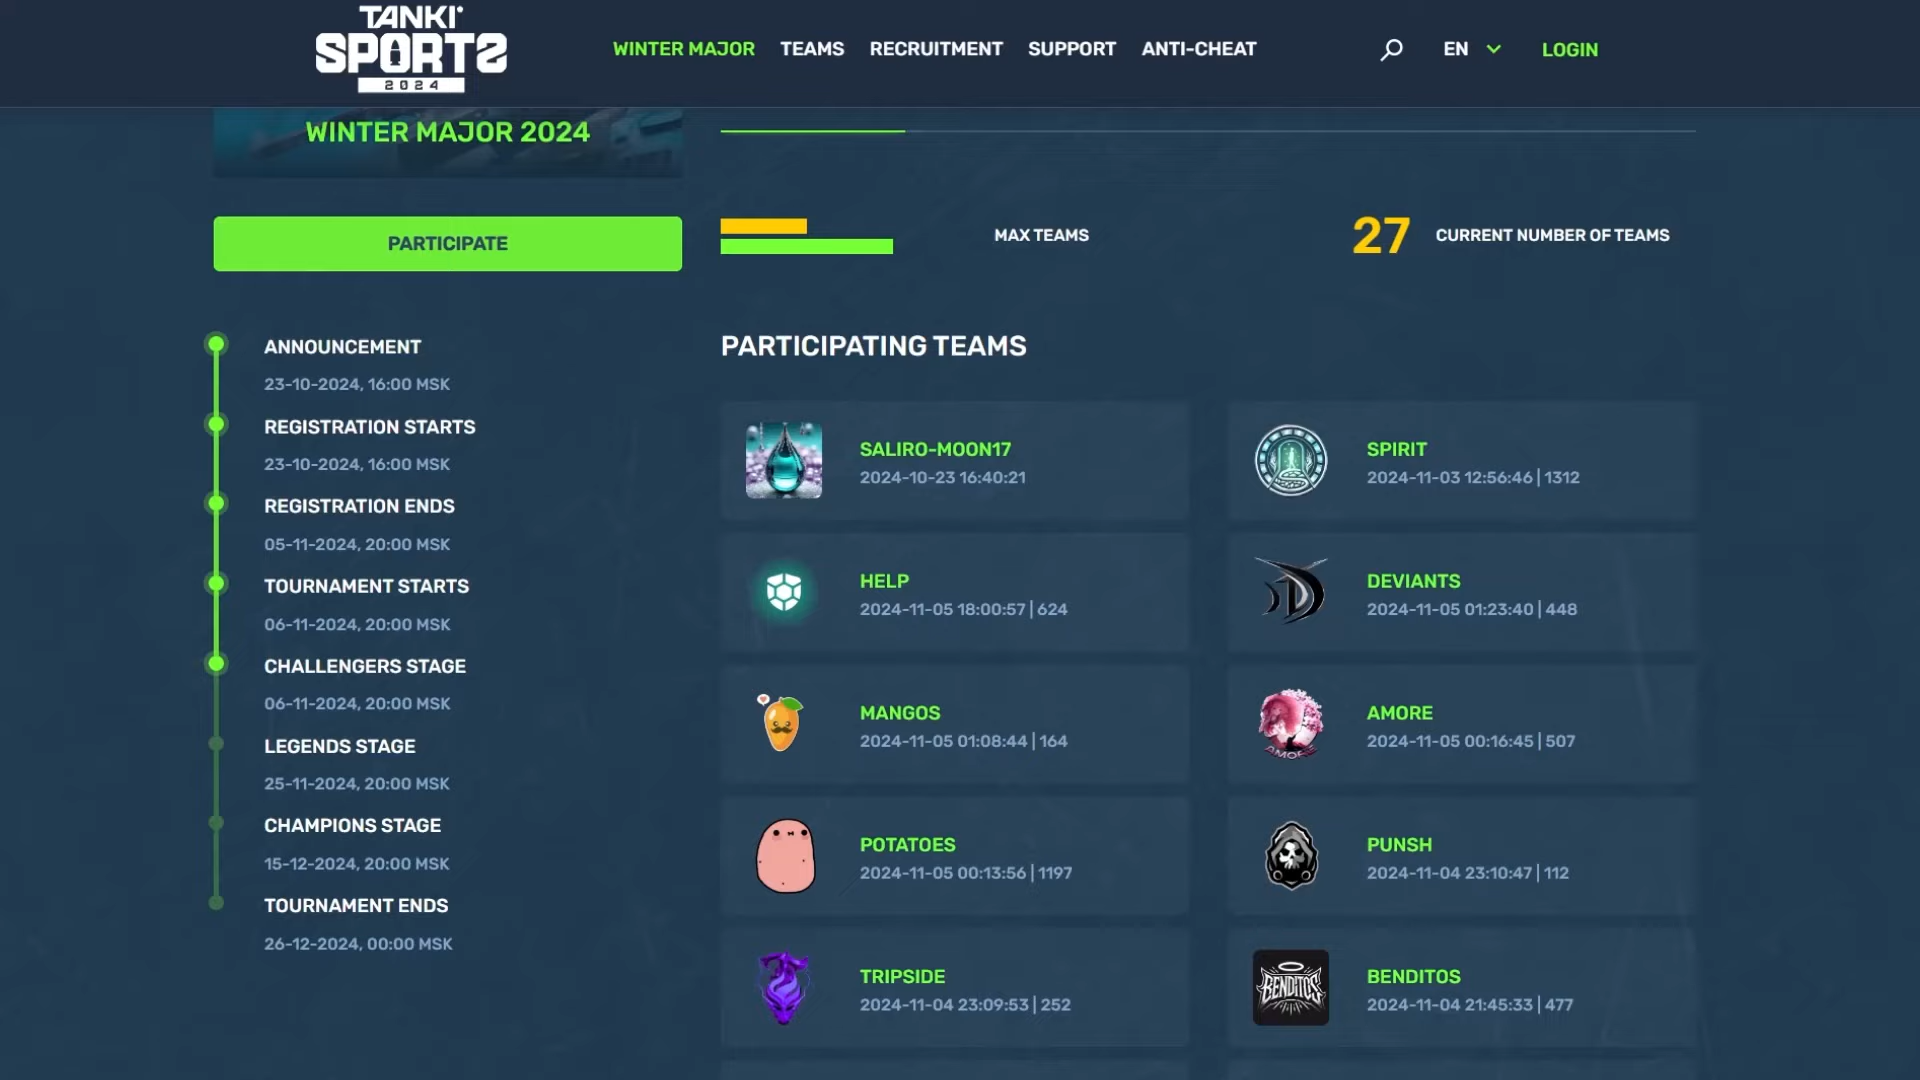 TANKI
SPORTS
2024
WINTER MAJOR
TEAMS
RECRUITMENT
SUPPORT
ANTI-CHEAT
EN
LOGIN
WINTER MAJOR 2024
PARTICIPATE
MAX TEAMS
27 CURRENT NUMBER OF TEAMS
ANNOUNCEMENT
23-10-2024, 16:00 MSK
REGISTRATION STARTS
23-10-2024, 16:00 MSK
REGISTRATION ENDS
05-11-2024, 20:00 MSK
TOURNAMENT STARTS
06-11-2024, 20:00 MSK
CHALLENGERS STAGE
06-11-2024, 20:00 MSK
LEGENDS STAGE
25-11-2024, 20:00 MSK
CHAMPIONS STAGE
15-12-2024, 20:00 MSK
TOURNAMENT ENDS
26-12-2024, 00:00 MSK
PARTICIPATING TEAMS
SALIRO-MOON17
2024-10-23 16:40:21
SPIRIT
2024-11-03 12:56:46 | 1312
HELP
2024-11-05 18:00:57 | 624
DEVIANTS
2024-11-05 01:23:40 | 448
MANGOS
2024-11-05 01:08:44 | 164
AMORE
AMORE
2024-11-05 00:16:45 | 507
POTATOES
2024-11-05 00:13:56 | 1197
PUNSH
2024-11-04 23:10:47 | 112
TRIPSIDE
2024-11-04 23:09:53 | 252
BENDITOS
BENDITOS
2024-11-04 21:45:33 | 477